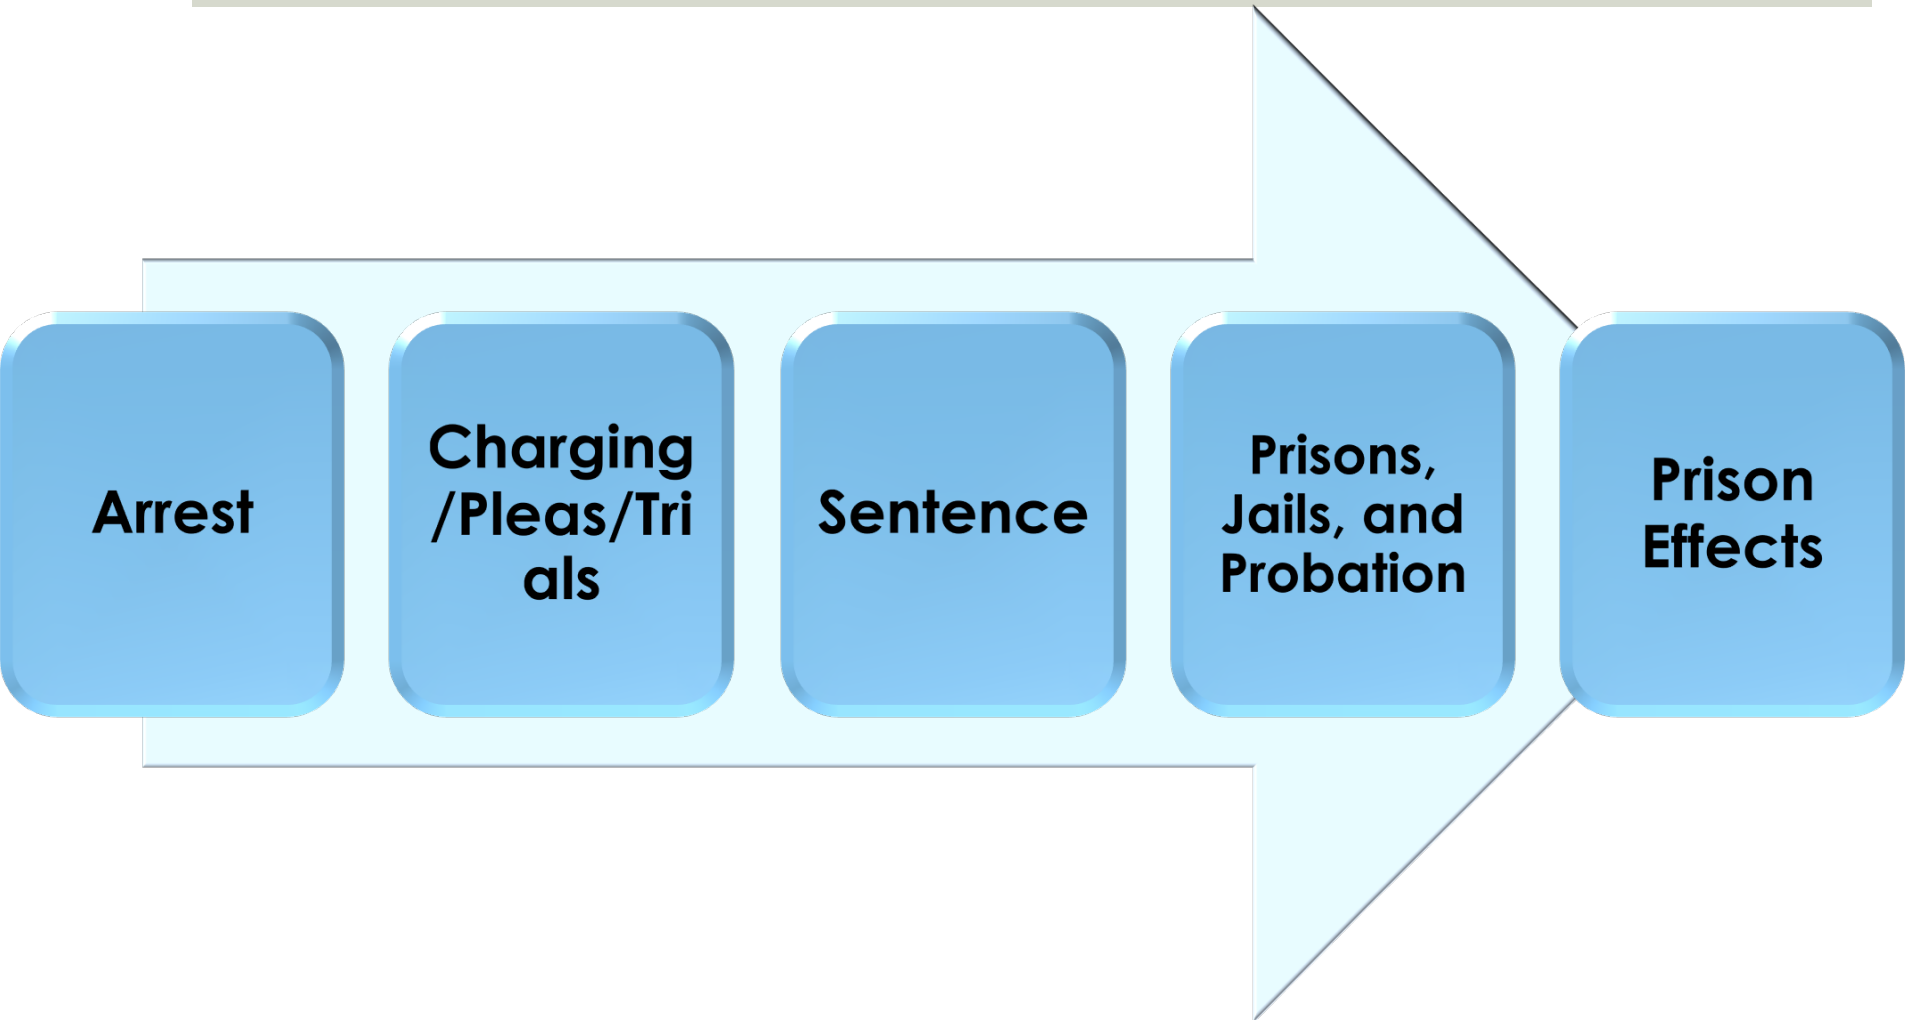 Arrest
Charging
/Pleas/Tri
als
Sentence
Prisons,
Jails, and
Probation
Prison
Effects